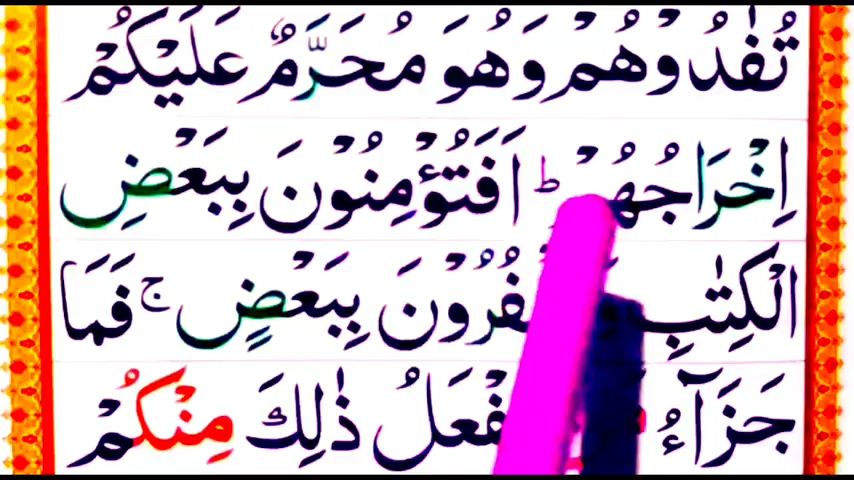 تُفٰدُوْهُمْ وَهُوَ مُحَرَّمٌ عَلَيْكُمْ
اِخْرَاجُهُمْ ؕ اَفَتُؤْمِنُوْنَ بِبَعْضِ
الْكِتٰبِ بِبَعْضٍ ۚ فَمَا
جَزَآءُ ذٰلِكَ مِنْكُمْ